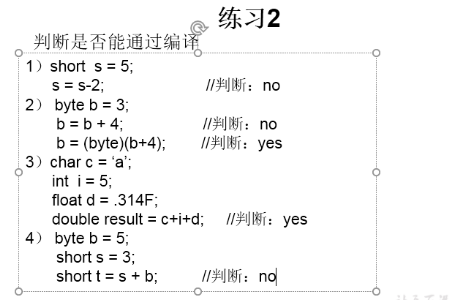 练习2
判断是否能通过编译
1）short s = 5;
s = s-2; //判断：no
2） byte b = 3;
b = b + 4; //判断：no
b = (byte)(b+4); //判断：yes
3）char c = ‘a’;
int i = 5;
float d = .314F;
double result = c+i+d; //判断：yes
4） byte b = 5;
short s = 3;
short t = s + b; //判断：no